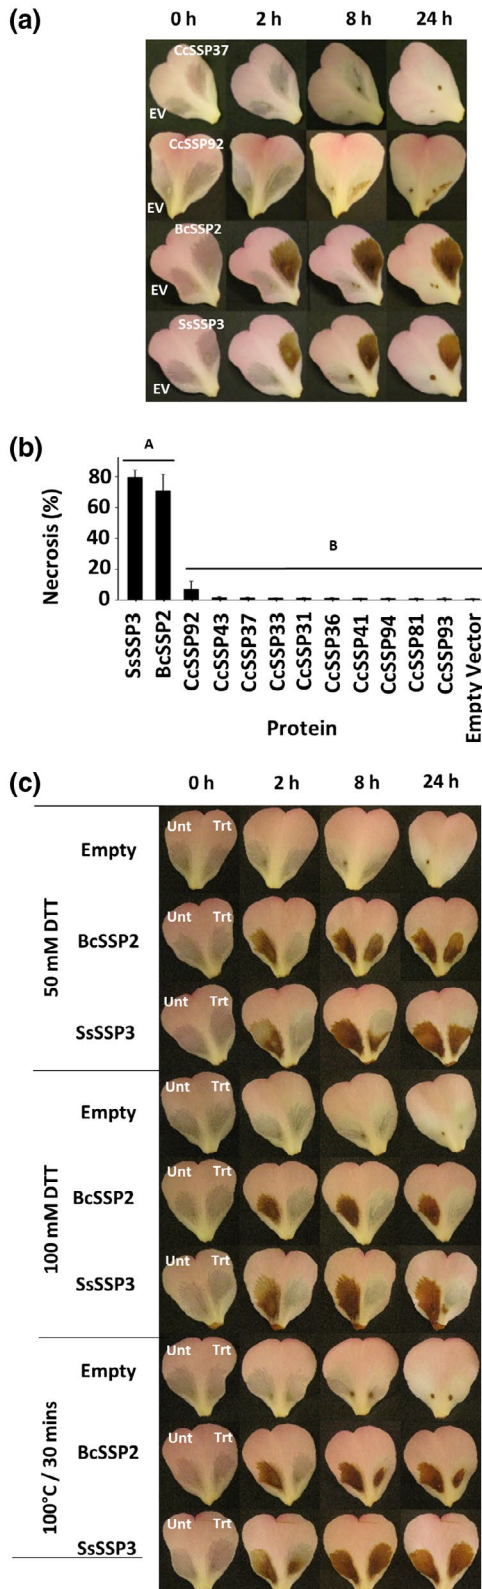 (a)
0 h 2 h 8 h 24 h
CcSSP37
EV
CcSSP92
EV
BcSSP2
EV
SsSSP3
EV
(b)
A
B
80
60
40
20
0
Necrosis (%)
SsSSP3
BcSSP2
CcSSP92
CcSSP43
CcSSP37
CcSSP33
CcSSP31
CcSSP36
CcSSP41
CcSSP94
CcSSP81
CcSSP93
Empty Vector
Protein
(c)
0 h 2 h 8 h 24 h
50 mM DTT
Empty
Unt Trt
BcSSP2
Unt Trt
SsSSP3
Unt Trt
100 mM DTT
Empty
Unt Trt
BcSSP2
Unt Trt
SsSSP3
Unt Trt
100°C / 30 mins
Empty
Unt Trt
BcSSP2
Unt Trt
SsSSP3
Unt Trt